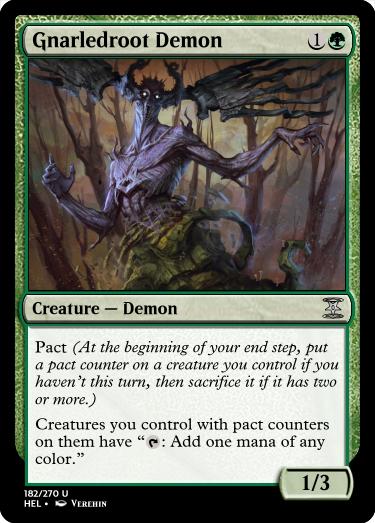 Gnarledroot Demon 1
Creature — Demon
Pact (At the beginning of your end step, put
a pact counter on a creature you control if you
haven't this turn, then sacrifice it if it has two
or more.)
Creatures you control with pact counters
on them have “: Add one mana of any
color.”
1/3
182/270 U
HEL • Verehin